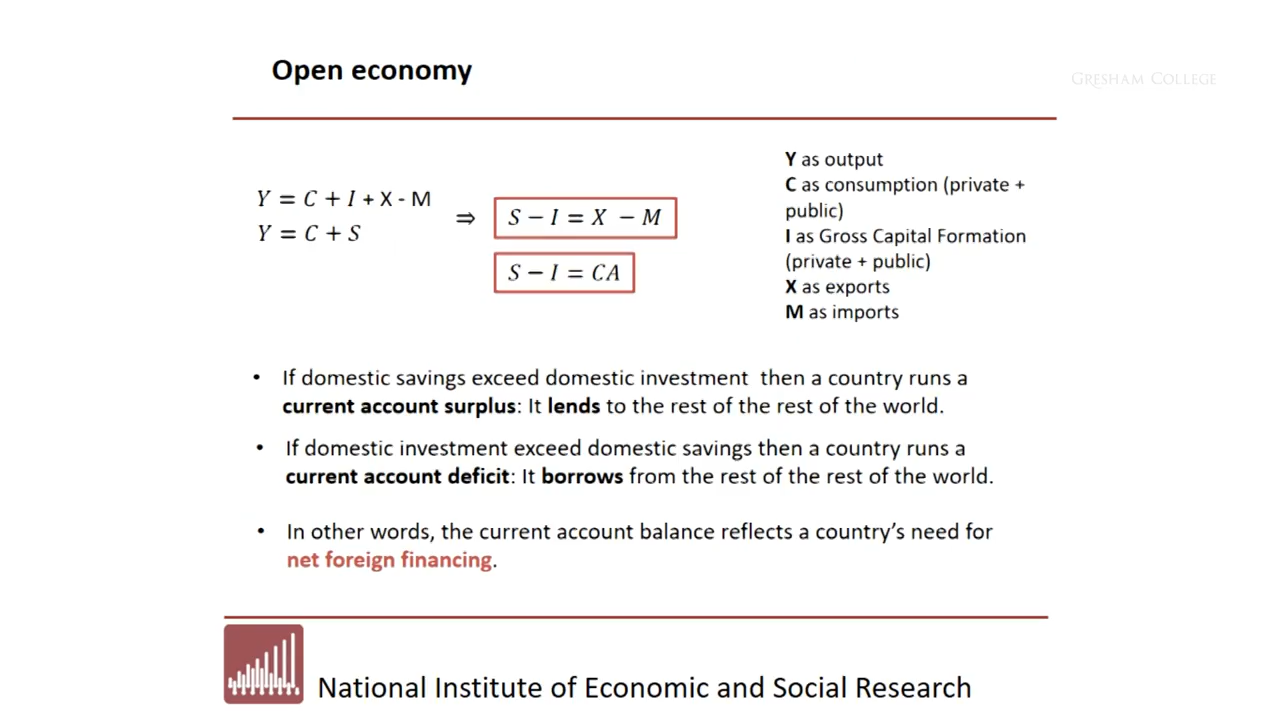 Open economy
GRESHAM COLLEGE
Y = C + I + X - M
Y = C + S
⇒
S − I = X − M
S − I = CA
Y as output
C as consumption (private +
public)
I as Gross Capital Formation
(private + public)
X as exports
M as imports
• If domestic savings exceed domestic investment then a country runs a
current account surplus: It lends to the rest of the rest of the world.
• If domestic investment exceed domestic savings then a country runs a
current account deficit: It borrows from the rest of the rest of the world.
• In other words, the current account balance reflects a country’s need for
net foreign financing.
National Institute of Economic and Social Research